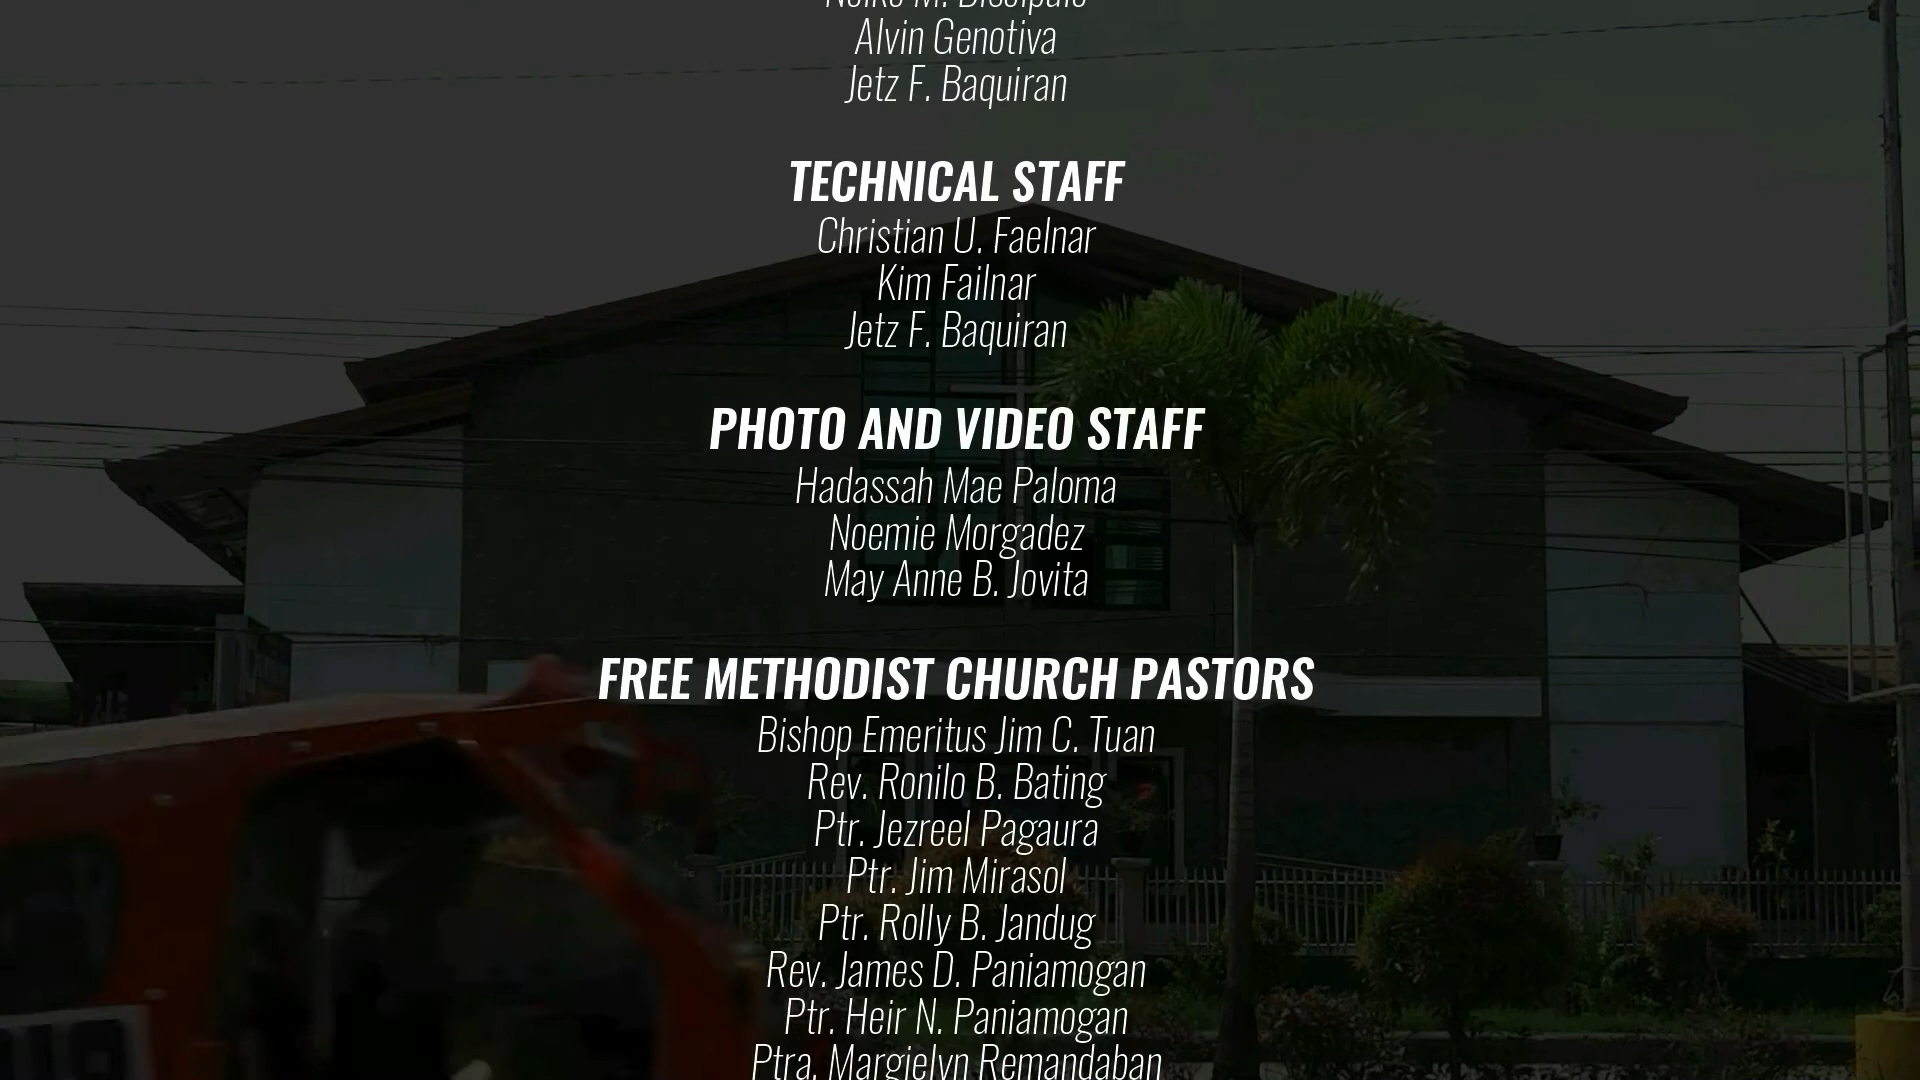 Alvin Genotiva
Jetz F. Baquiran
TECHNICAL STAFF
Christian U. Faelnar
Kim Failnar
Jetz F. Baquiran
PHOTO AND VIDEO STAFF
Hadassah Mae Paloma
Noemie Morgadez
May Anne B. Jovita
FREE METHODIST CHURCH PASTORS
Bishop Emeritus Jim C. Tuan
Rev. Ronilo B. Bating
Ptr. Jezreel Pagaura
Ptr. Jim Mirasol
Ptr. Rolly B. Jandug
Rev. James D. Paniamogan
Ptr. Heir N. Paniamogan
Ptra. Margielyn Remandaban